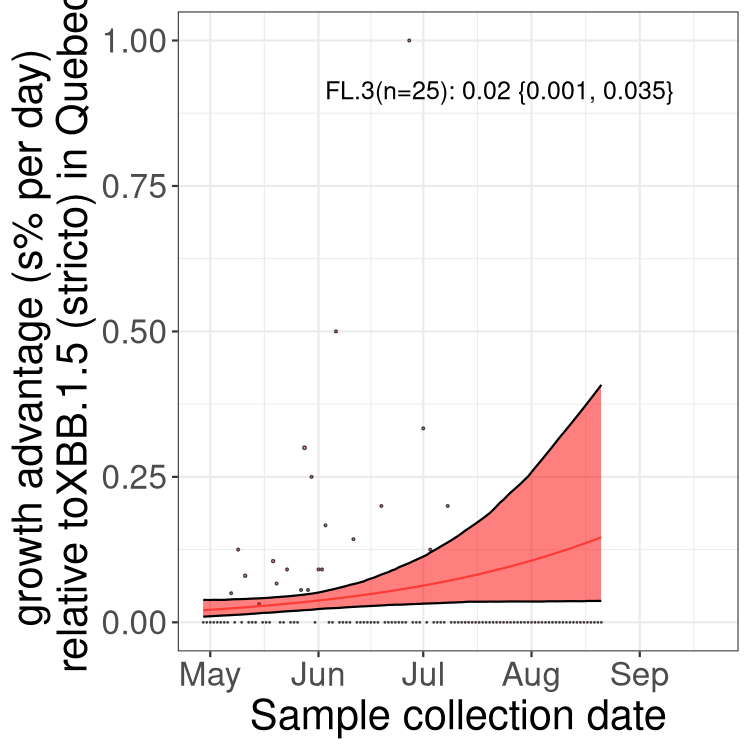 growth advantage (s% per day)
relative toXBB.1.5 (stricto) in Quebec
1.00
FL.3(n=25): 0.02 {0.001, 0.035}
0.75
0.50
0.25
0.00
May Jun Jul Aug Sep
Sample collection date